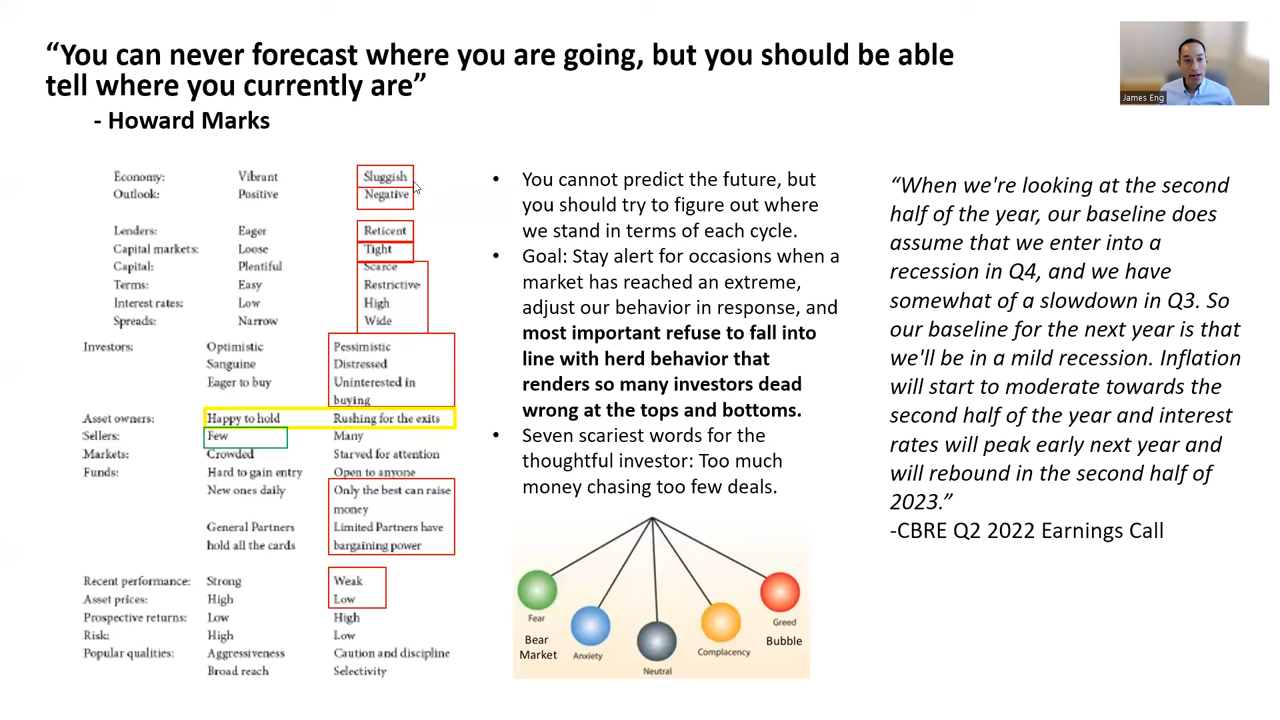 “You can never forecast where you are going, but you should be able
tell where you currently are”
- Howard Marks
James Eng
Economy: Vibrant Sluggish
Outlook: Positive Negative
Lenders: Eager Reticent
Capital markets: Loose Tight
Capital: Plentiful Scarce
Terms: Easy Restrictive
Interest rates: Low High
Spreads: Narrow Wide
Investors: Optimistic Pessimistic
Sanguine Distressed
Eager to buy Uninterested in
buying
Asset owners: Happy to hold Rushing for the exits
Sellers: Few Many
Markets: Crowded Starved for attention
Funds: Hard to gain entry Open to anyone
New ones daily Only the best can raise
money
General Partners Limited Partners have
hold all the cards bargaining power
Recent performance: Strong Weak
Asset prices: High Low
Prospective returns: Low High
Risk: High Low
Popular qualities: Aggressiveness Caution and discipline
Broad reach Selectivity
• You cannot predict the future, but
you should try to figure out where
we stand in terms of each cycle.
• Goal: Stay alert for occasions when a
market has reached an extreme,
adjust our behavior in response, and
most important refuse to fall into
line with herd behavior that
renders so many investors dead
wrong at the tops and bottoms.
• Seven scariest words for the
thoughtful investor: Too much
money chasing too few deals.
Fear
Bear
Market
Anxiety
Neutral
Complacency
Greed
Bubble
“When we're looking at the second
half of the year, our baseline does
assume that we enter into a
recession in Q4, and we have
somewhat of a slowdown in Q3. So
our baseline for the next year is that
we'll be in a mild recession. Inflation
will start to moderate towards the
second half of the year and interest
rates will peak early next year and
will rebound in the second half of
2023.”
-CBRE Q2 2022 Earnings Call